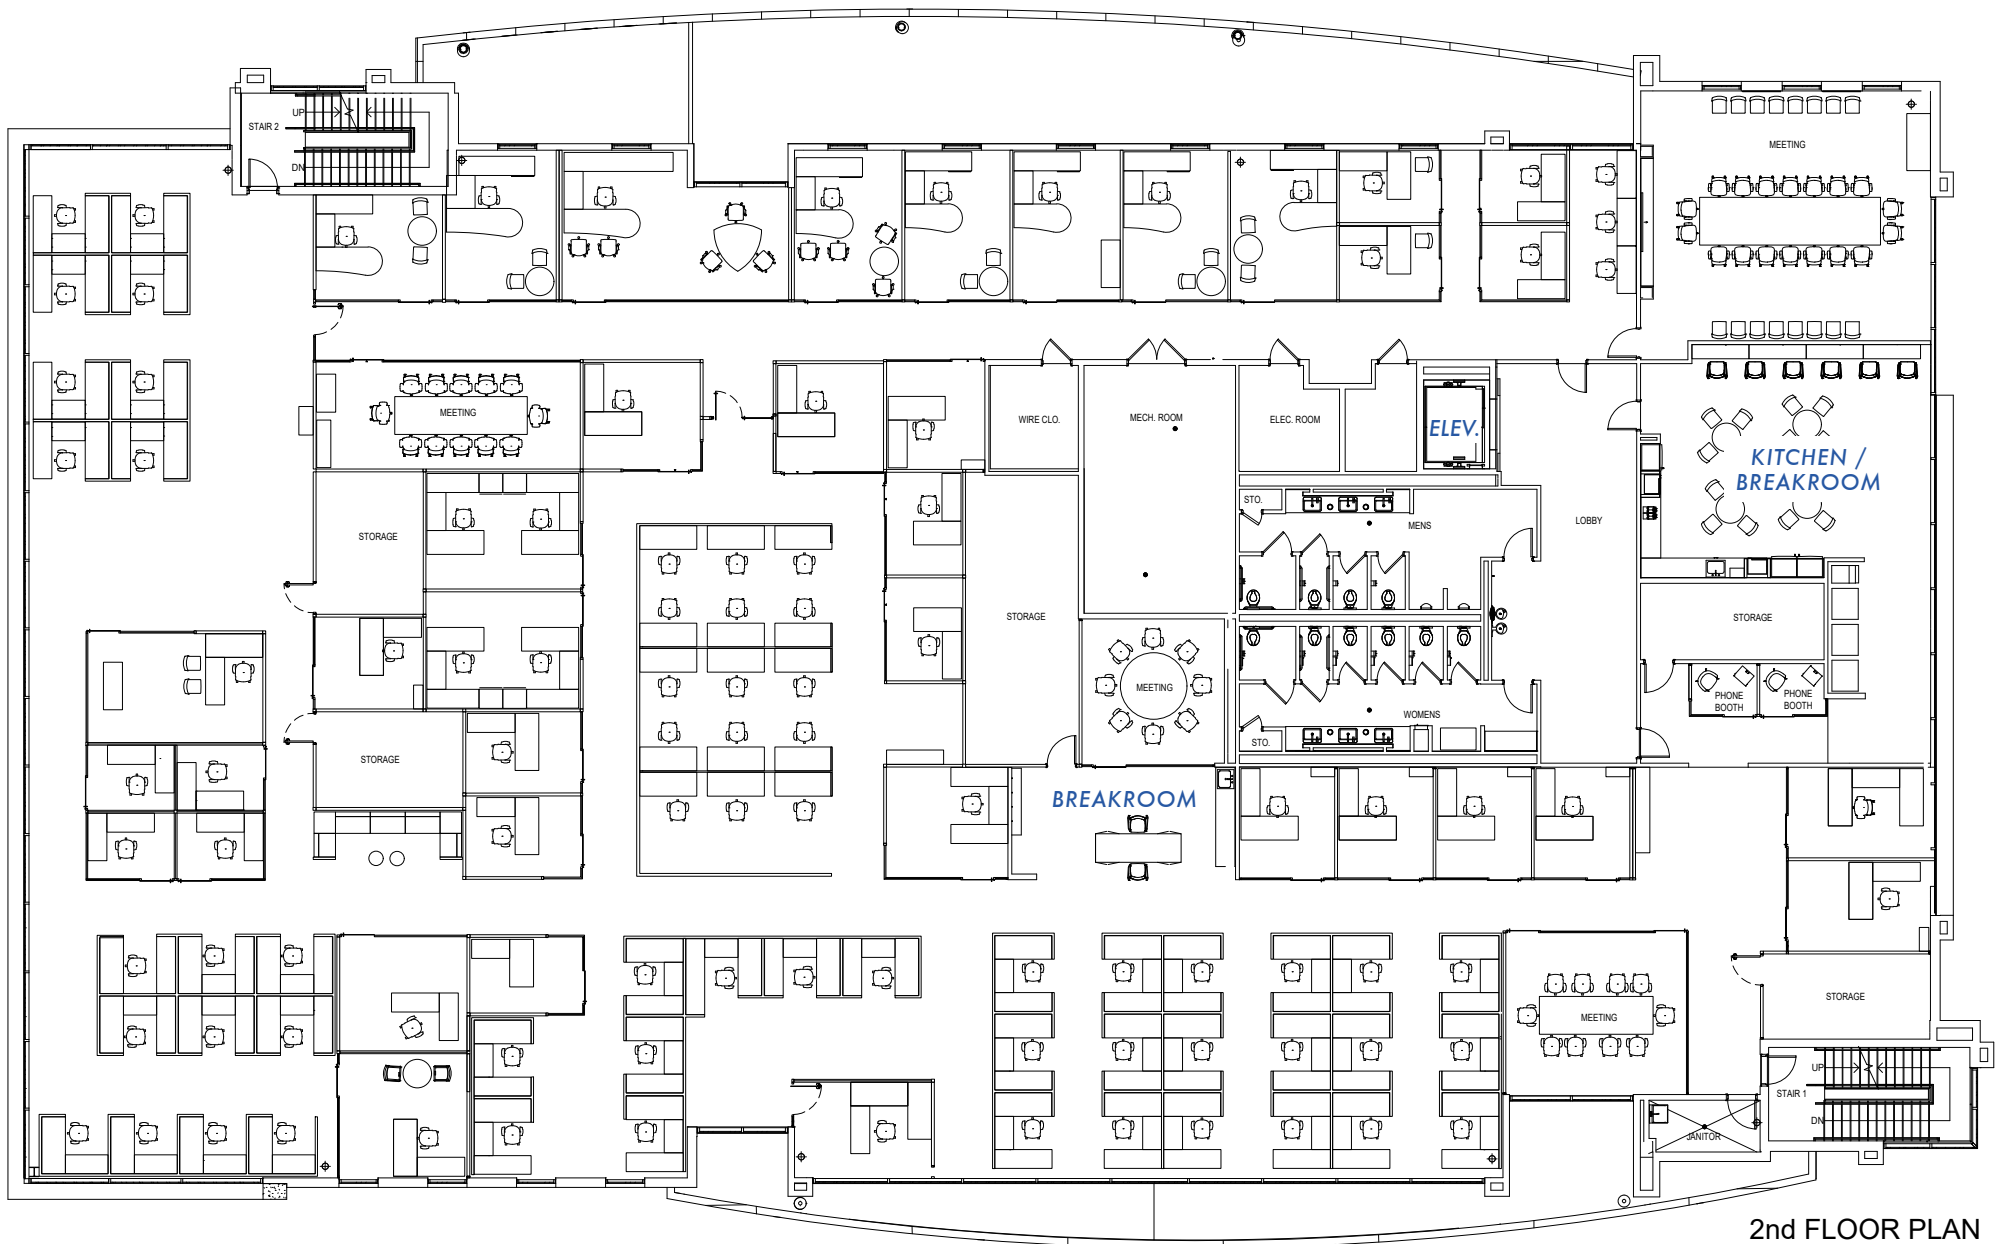 UP
STAIR 2
DN
MEETING
MEETING
WIRE CLO.
MECH. ROOM
ELEC. ROOM
ELEV.
KITCHEN /
BREAKROOM
STO.
MENS
LOBBY
STORAGE
STORAGE
STORAGE
MEETING
PHONE
BOOTH
PHONE
BOOTH
WOMENS
STO.
STORAGE
BREAKROOM
STORAGE
MEETING
UP
STAIR 1
DN
JANITOR
2nd FLOOR PLAN